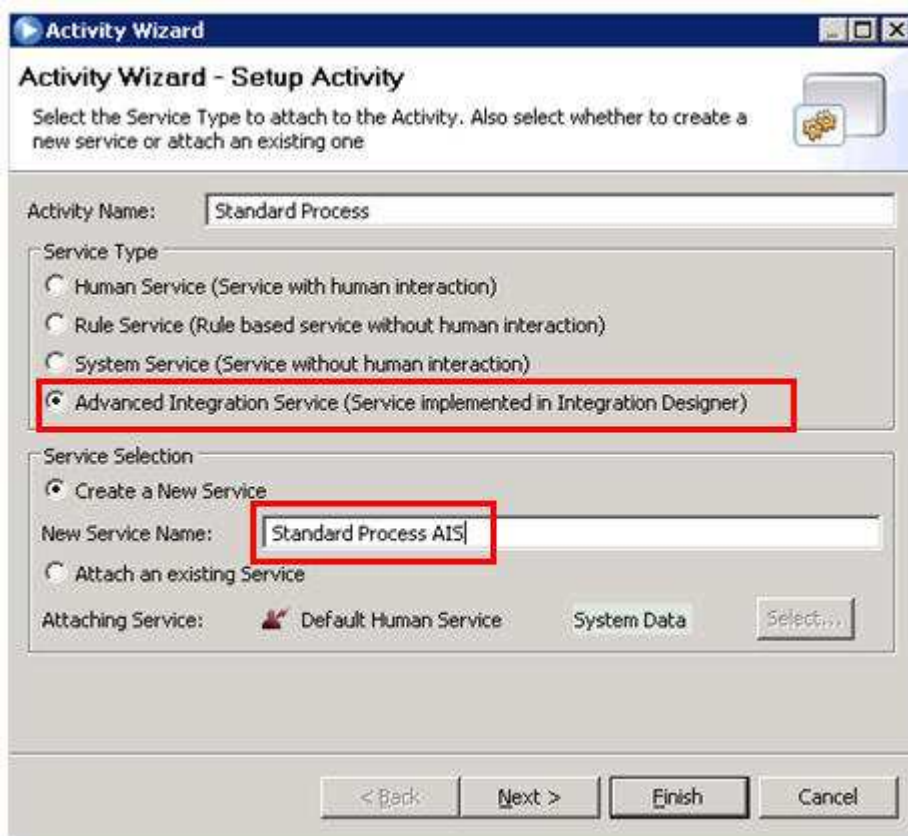 Activity Wizard
Activity Wizard - Setup Activity
Select the Service Type to attach to the Activity. Also select whether to create a
new service or attach an existing one
Activity Name: Standard Process
Service Type
Human Service (Service with human interaction)
Rule Service (Rule based service without human interaction)
System Service (Service without human interaction)
Advanced Integration Service (Service implemented in Integration Designer)
Service Selection
Create a New Service
New Service Name: Standard Process AIS
Attach an existing Service
Attaching Service: Default Human Service System Data Select...
< Back Next > Finish Cancel